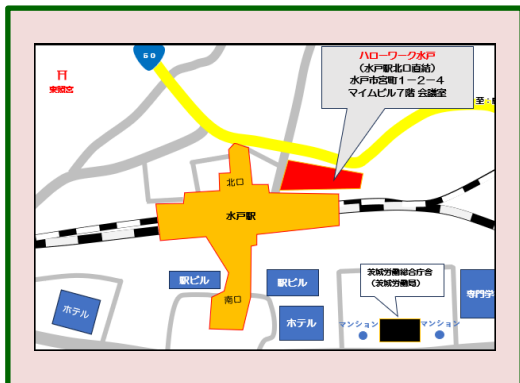 50
ハローワーク水戸
(水戸駅北口直結)
水戸市宮町1-2-4
マイムビル7階 会議室
東照宮
至:
北口
水戸駅
駅ビル
駅ビル
茨城労働総合庁舎
(茨城労働局)
南口
ホテル
ホテル
マンション
マンション
専門学